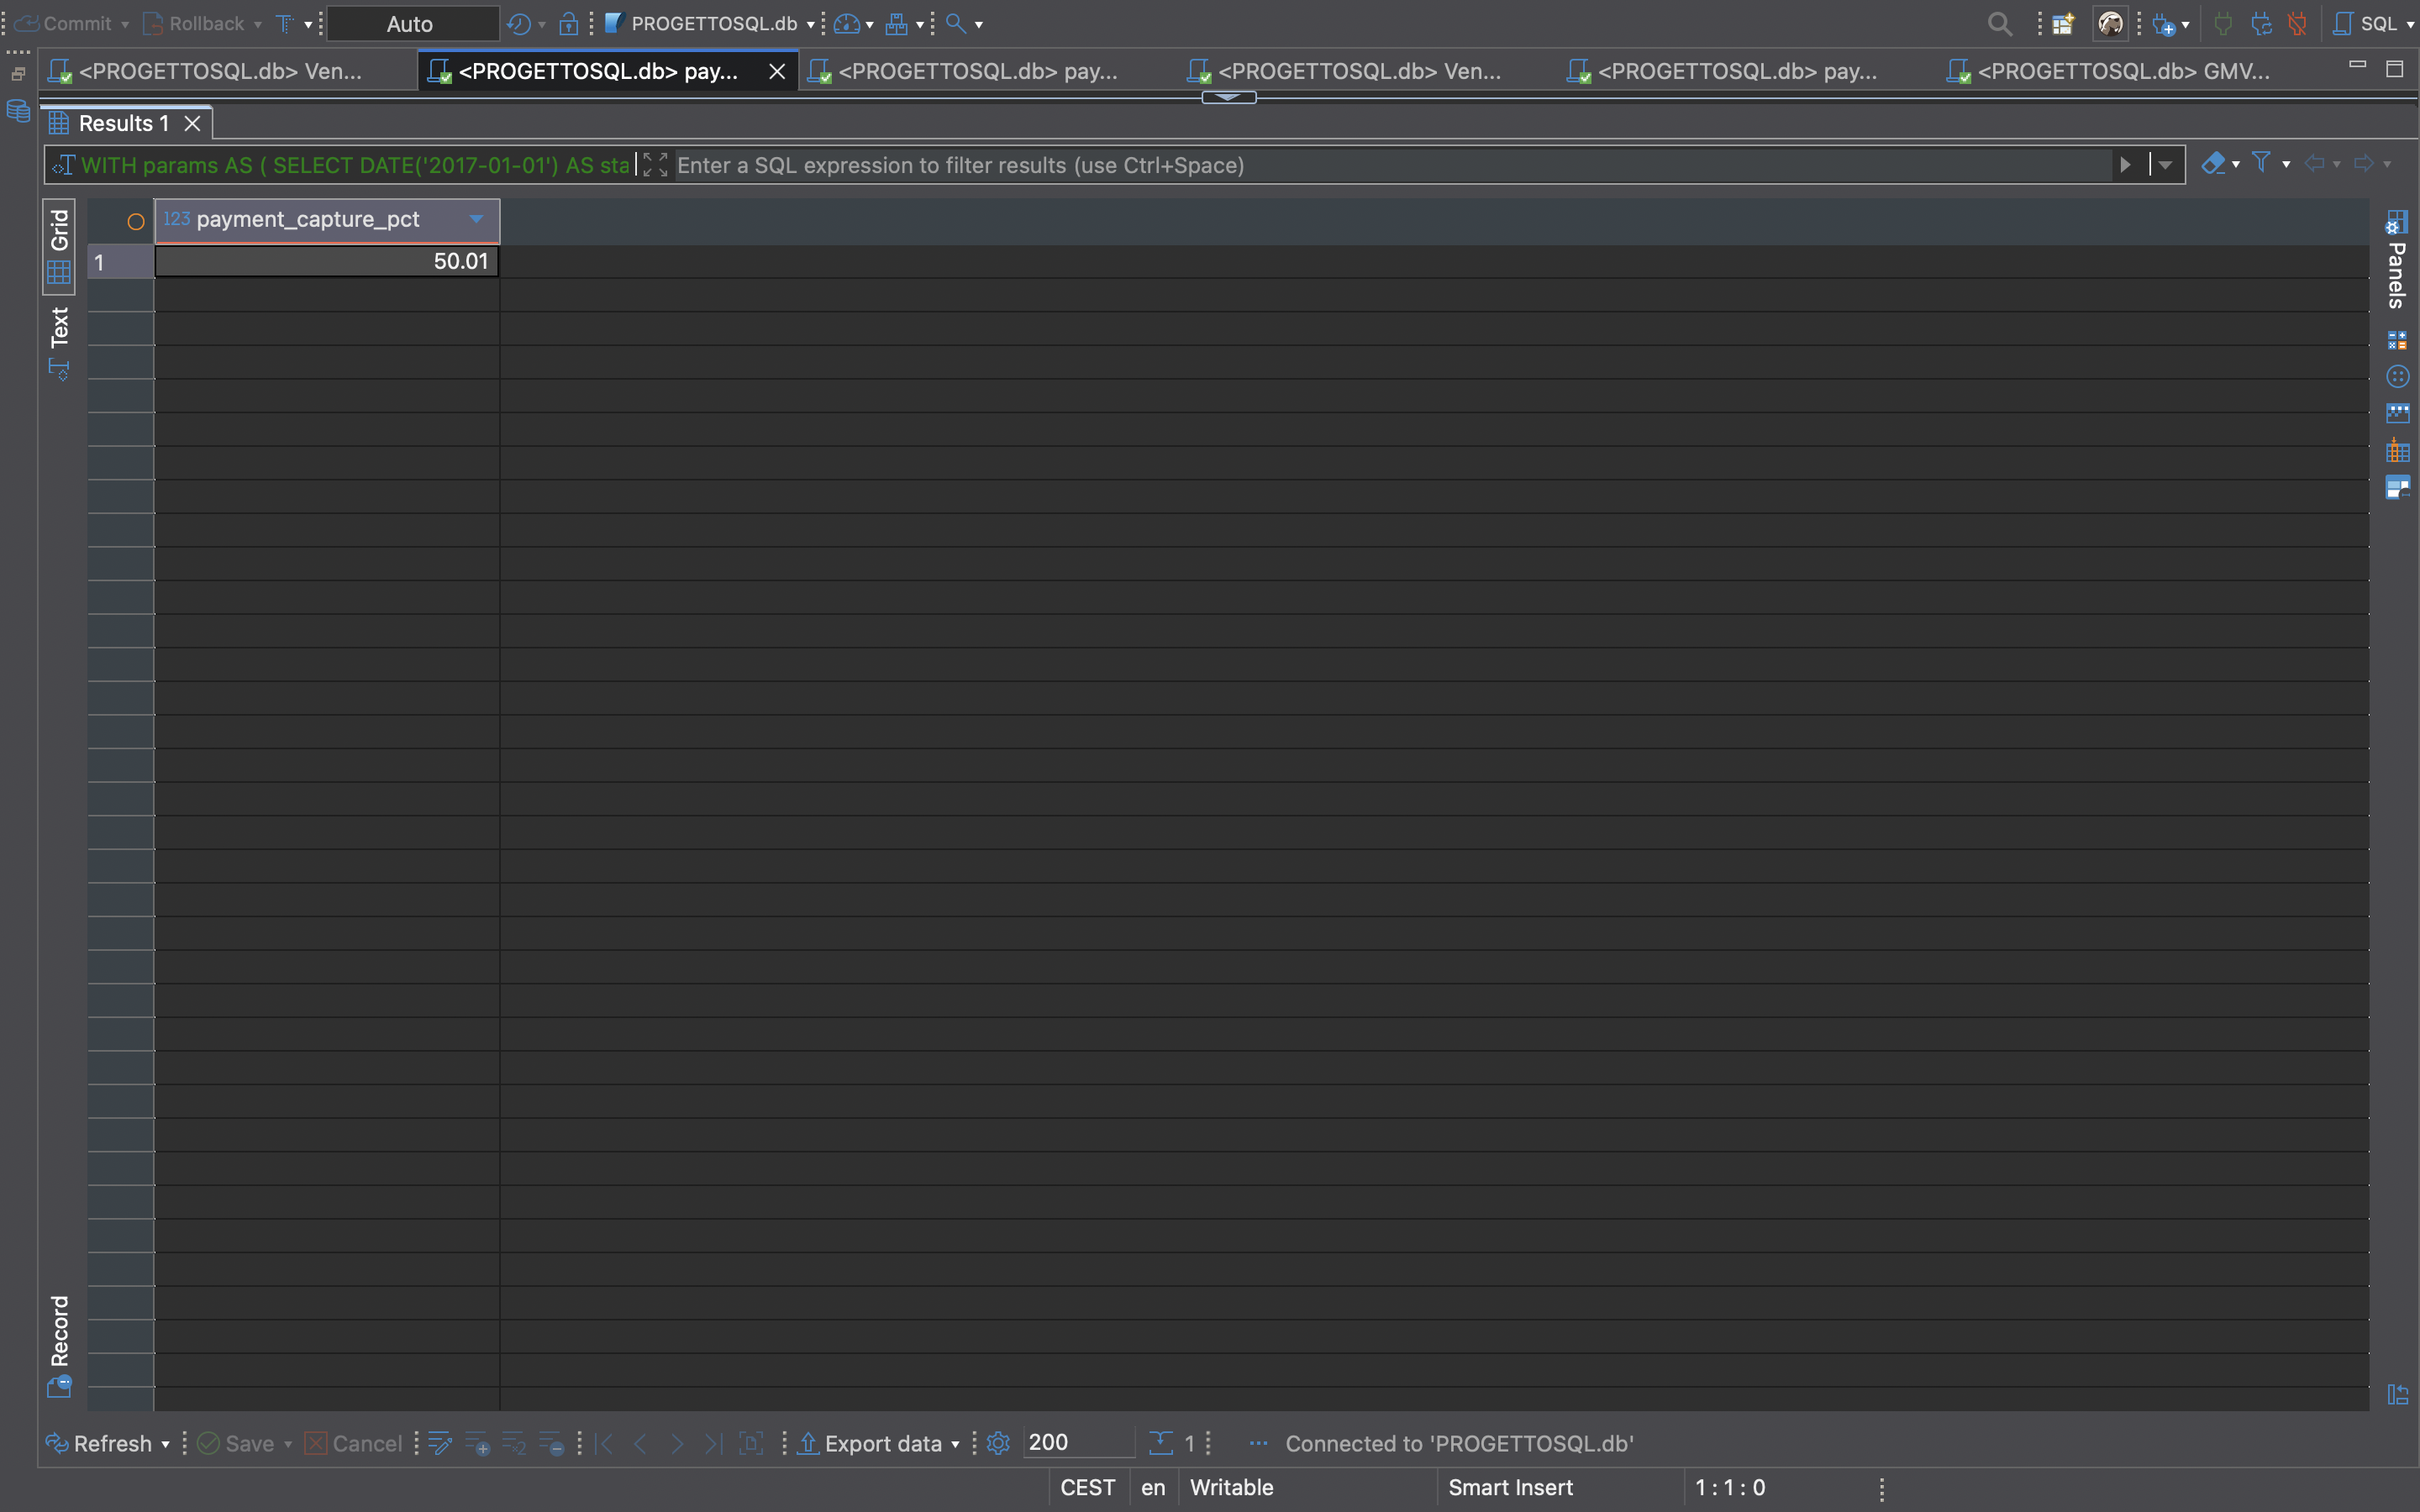 Commit Rollback Auto PROGETTOSQL.db SQL
<PROGETTOSQL.db> Ven... <PROGETTOSQL.db> pay... <PROGETTOSQL.db> pay... <PROGETTOSQL.db> Ven... <PROGETTOSQL.db> pay... <PROGETTOSQL.db> GMV...
Results 1
WITH params AS ( SELECT DATE('2017-01-01') AS sta Enter a SQL expression to filter results (use Ctrl+Space)
Grid
Text
Record
123 payment_capture_pct
1 50.01
Panels
Refresh Save Cancel Export data 200 1 ... Connected to 'PROGETTOSQL.db'
CEST en Writable Smart Insert 1 : 1 : 0